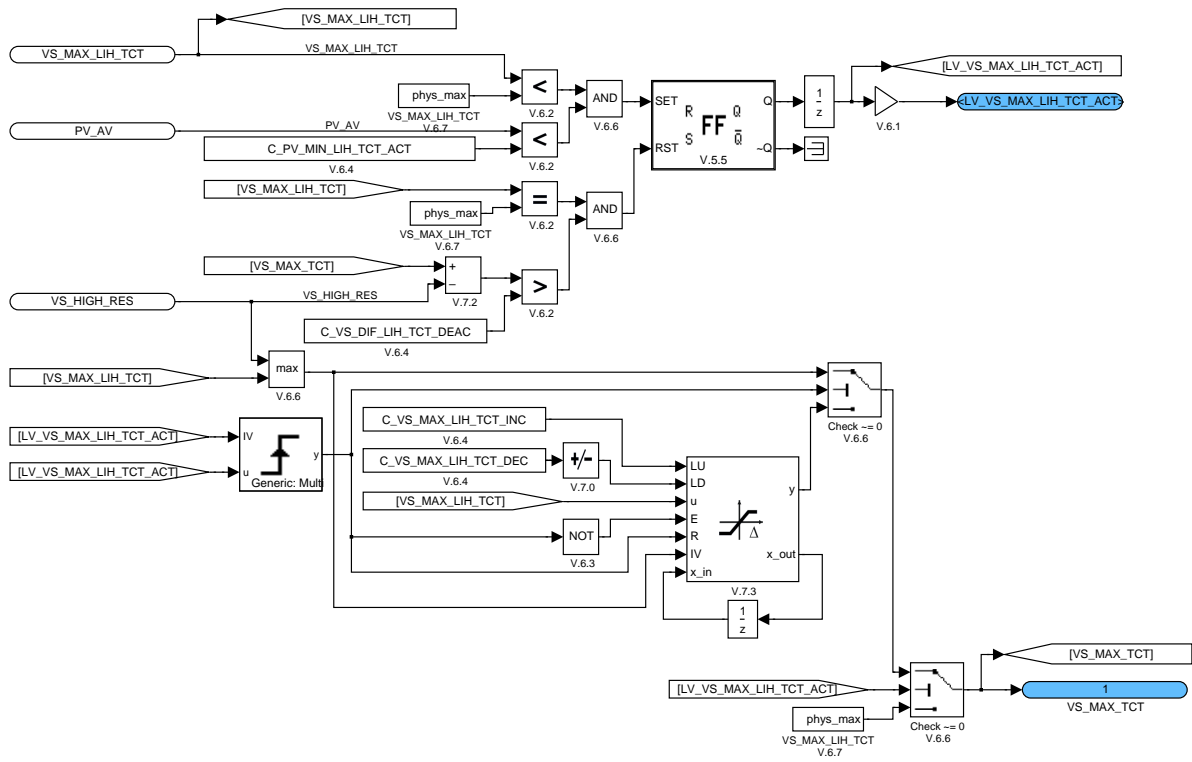 [VS_MAX_LIH_TCT]
VS_MAX_LIH_TCT
VS_MAX_LIH_TCT
[LV_VS_MAX_LIH_TCT_ACT]
<
V.6.2
phys_max
VS_MAX_LIH_TCT
V.6.7
AND
V.6.6
SET
RST
R Q
FF
S Q
V.5.5
Q
~Q
1
z
V.6.1
<LV_VS_MAX_LIH_TCT_ACT>
PV_AV
PV_AV
<
V.6.2
C_PV_MIN_LIH_TCT_ACT
V.6.4
[VS_MAX_LIH_TCT]
=
V.6.2
phys_max
VS_MAX_LIH_TCT
V.6.7
AND
V.6.6
[VS_MAX_TCT]
+
−
V.7.2
>
V.6.2
VS_HIGH_RES
VS_HIGH_RES
C_VS_DIF_LIH_TCT_DEAC
V.6.4
max
V.6.6
[VS_MAX_LIH_TCT]
Check ~= 0
V.6.6
[LV_VS_MAX_LIH_TCT_ACT]
[LV_VS_MAX_LIH_TCT_ACT]
IV
u
y
Generic: Multi
C_VS_MAX_LIH_TCT_INC
V.6.4
C_VS_MAX_LIH_TCT_DEC
V.6.4
+/-
V.7.0
[VS_MAX_LIH_TCT]
NOT
V.6.3
LU
LD
u
E
R
IV
x_in
Δ
y
x_out
V.7.3
1
z
[VS_MAX_TCT]
[LV_VS_MAX_LIH_TCT_ACT]
1
VS_MAX_TCT
phys_max
VS_MAX_LIH_TCT
V.6.7
Check ~= 0
V.6.6